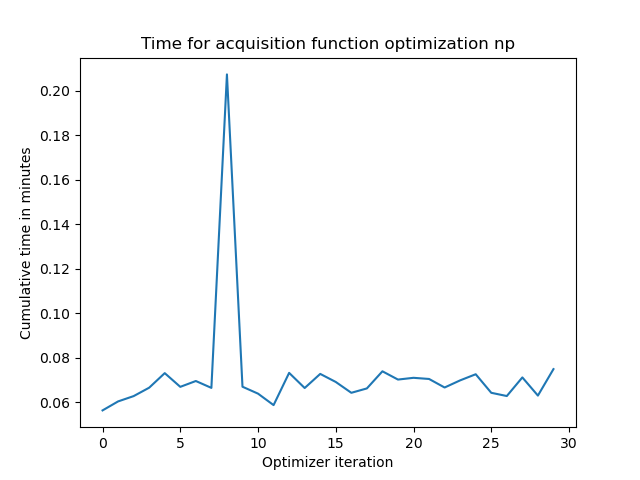 Time for acquisition function optimization np
Cumulative time in minutes
0.20
0.18
0.16
0.14
0.12
0.10
0.08
0.06
0 5 10 15 20 25 30
Optimizer iteration